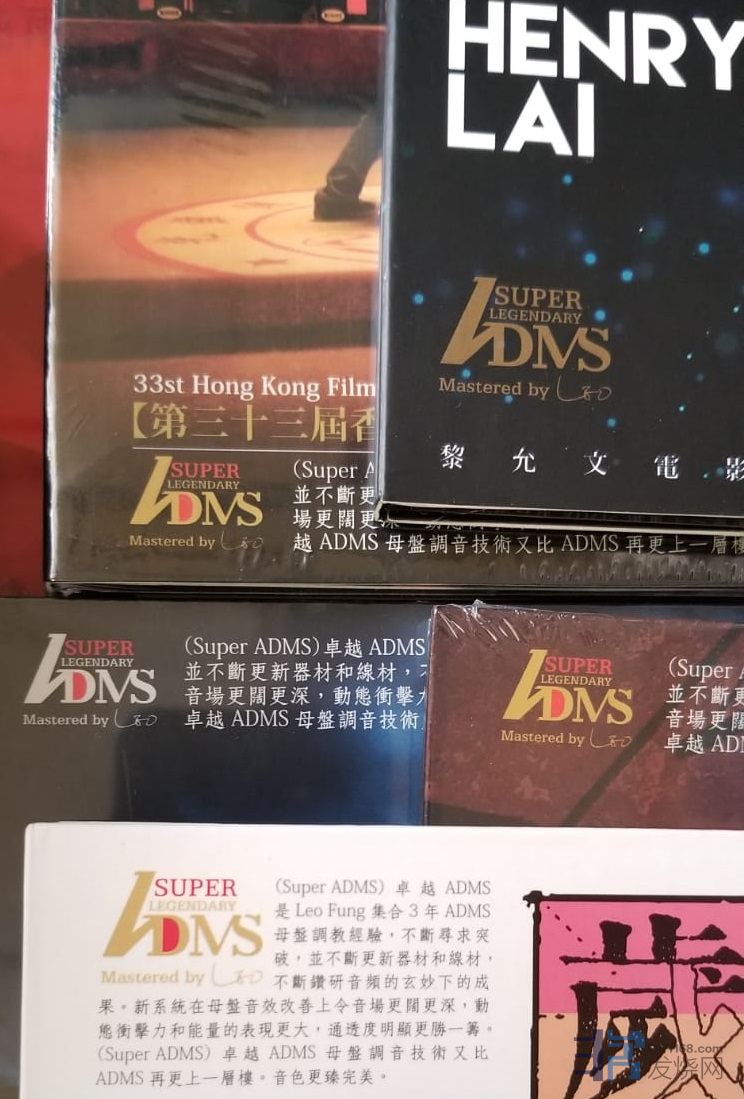 HENRY
LAI
SUPER
LEGENDARY
ADMS
Mastered by Leo
黎允文電影
33st Hong Kong Film
【第三十三屆香
SUPER
LEGENDARY
ADMS
Mastered by Leo
(Super A
並不斷更
場更闊更深
越 ADMS 母盤調音技術又比 ADMS 再更上一層樓
SUPER
LEGENDARY
ADMS
Mastered by Leo
(Super ADMS) 卓越 ADMS
並不斷更新器材和線材，
音場更闊更深，動態衝擊力
卓越 ADMS 母盤調音技術
SUPER
LEGENDARY
ADMS
Mastered by Leo
(Super A
並不斷更
音場更闊
卓越 ADM
SUPER
LEGENDARY
ADMS
Mastered by Leo
(Super ADMS) 卓越 ADMS
是 Leo Fung 集合 3 年 ADMS
母盤調教經驗，不斷尋求突
破，並不斷更新器材和線材，
不斷鑽研音頻的玄妙下的成
果。新系統在母盤音效改善上令音場更闊更深，動
態衝擊力和能量的表現更大，通透度明顯更勝一籌。
(Super ADMS) 卓越 ADMS 母盤調音技術又比
ADMS 再更上一層樓。音色更臻完美。
歲
发烧网